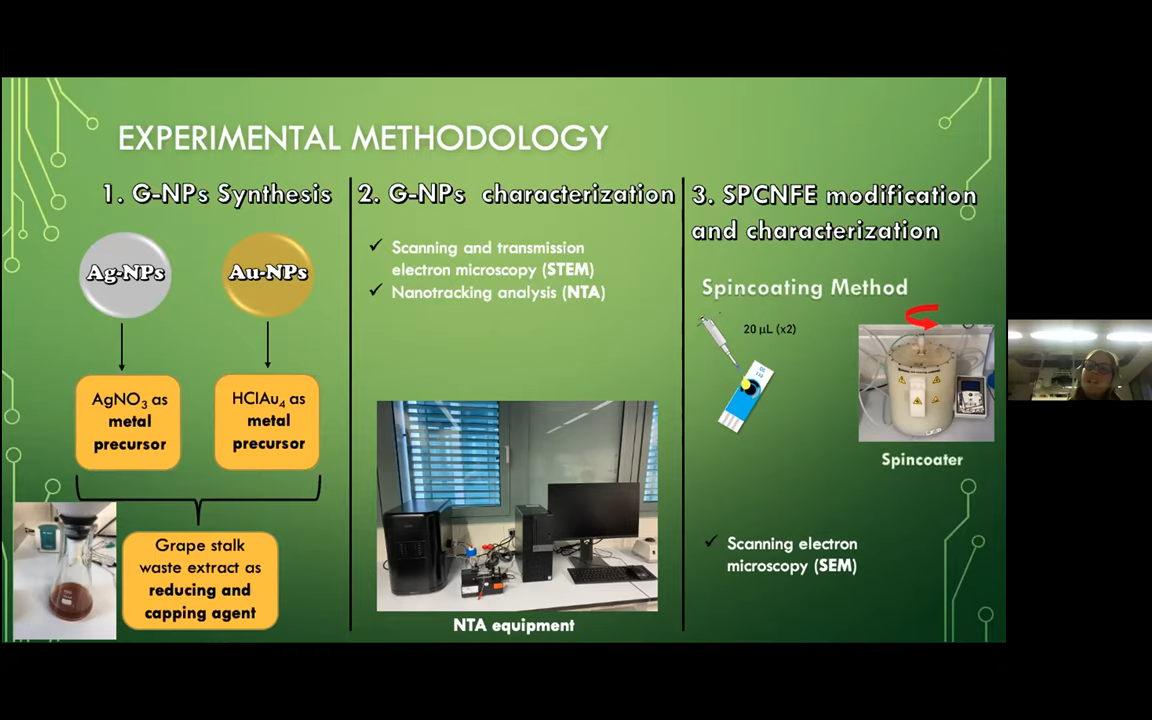 EXPERIMENTAL METHODOLOGY
1. G-NPs Synthesis
Ag-NPs
Au-NPs
AgNO3 as
metal
precursor
HClAu4 as
metal
precursor
Grape stalk
waste extract as
reducing and
capping agent
2. G-NPs characterization
✓ Scanning and transmission
electron microscopy (STEM)
✓ Nanotracking analysis (NTA)
NTA equipment
3. SPCNFE modification
and characterization
Spincoating Method
20 µL (x2)
Spincoater
✓ Scanning electron
microscopy (SEM)